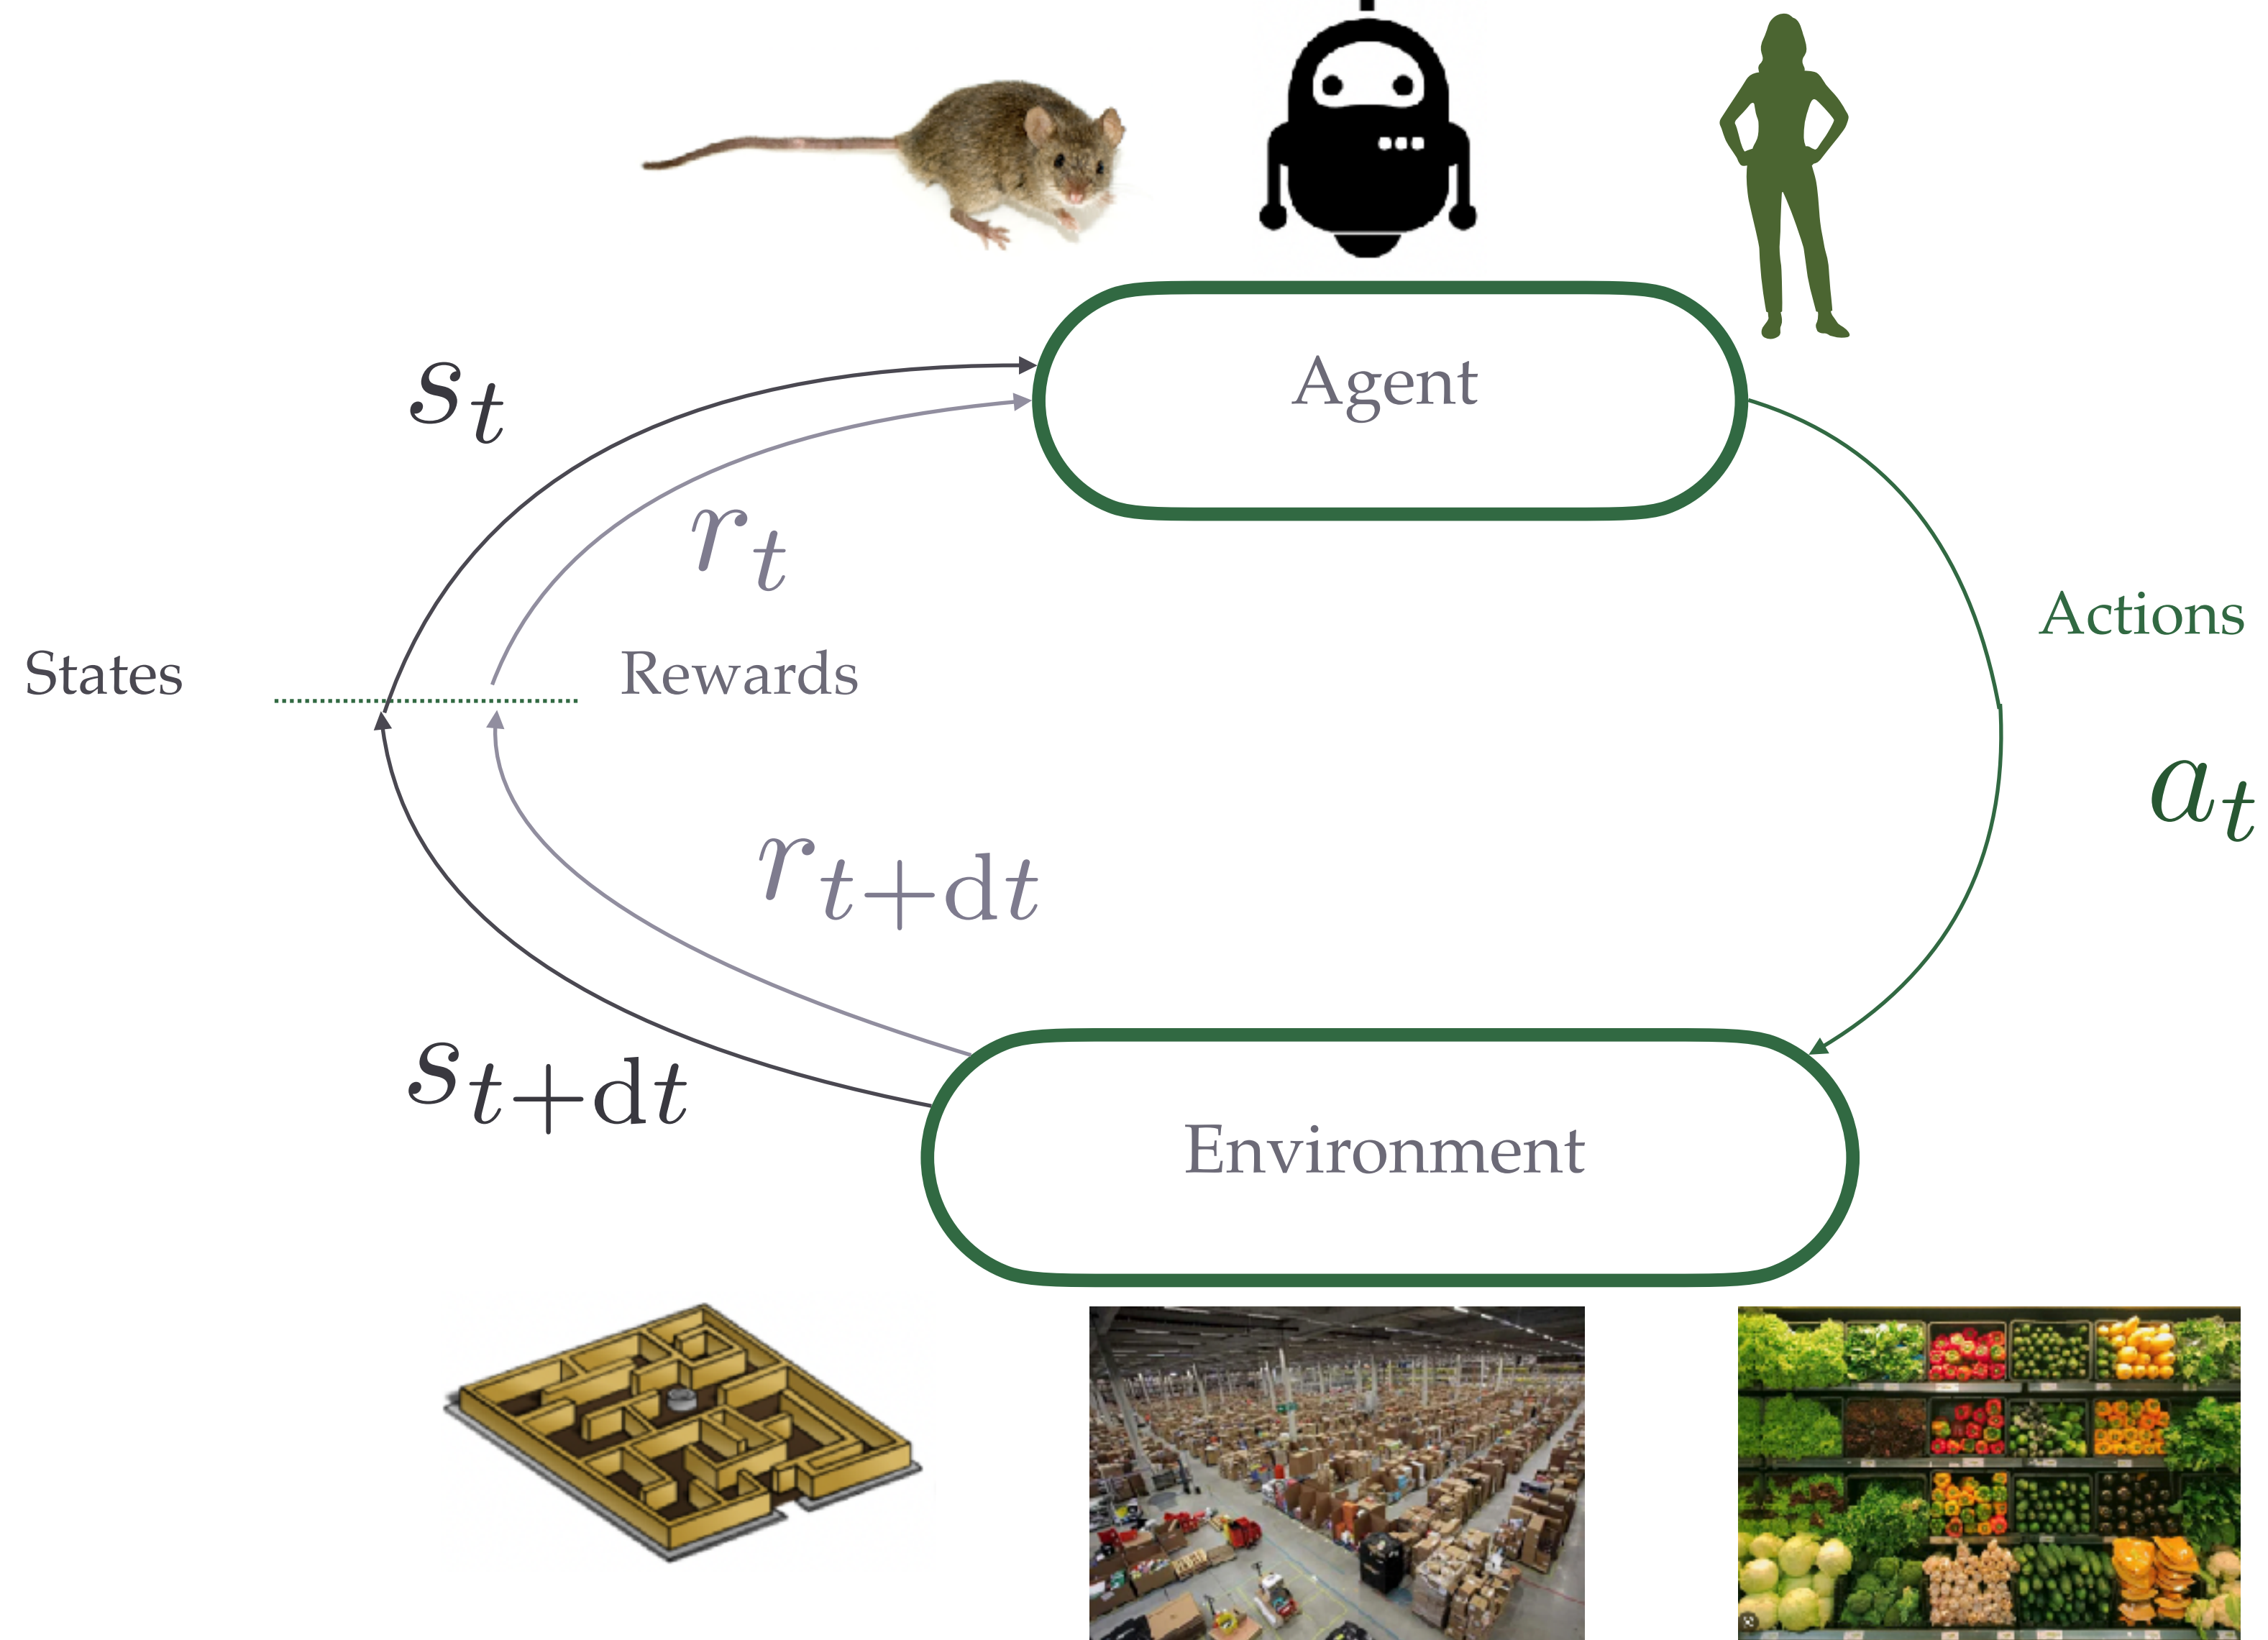 Agent
s_t
r_t
Actions
States
Rewards
a_t
r_{t+dt}
s_{t+dt}
Environment